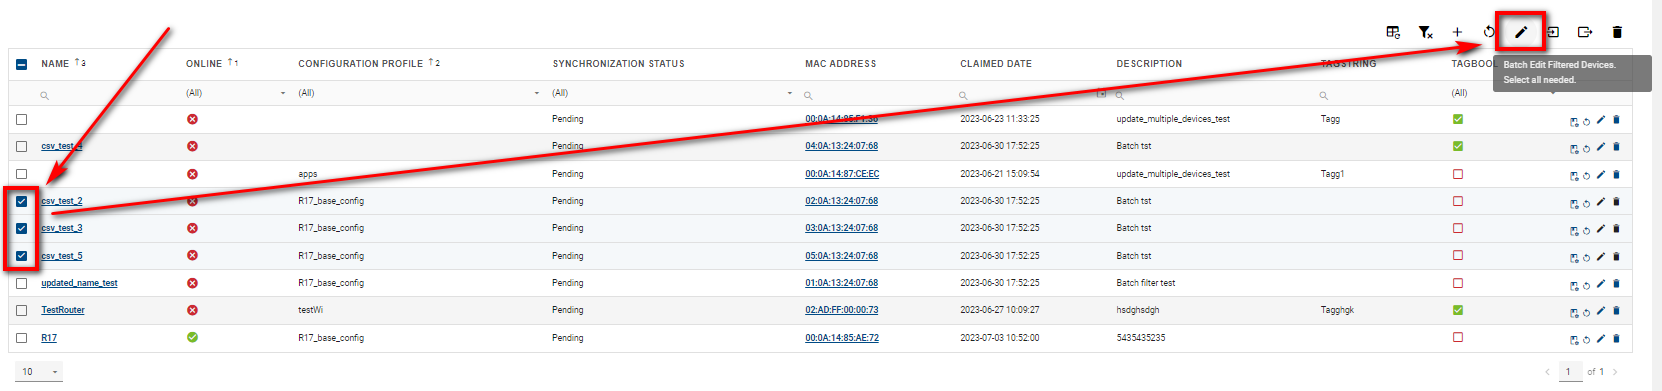 Batch Edit Filtered Devices.
Select all needed.
NAME 3 ONLINE 1 CONFIGURATION PROFILE 2 SYNCHRONIZATION STATUS MAC ADDRESS CLAIMED DATE DESCRIPTION TAGSTRING TAGBOOL
(All) (All) (All) (All)
Pending 00:0A:14:85:F1:36 2023-06-23 11:33:25 update_multiple_devices_test Tagg
csv_test_4 Pending 04:0A:13:24:07:68 2023-06-30 17:52:25 Batch tst
apps Pending 00:0A:14:87:CE:EC 2023-06-21 15:09:54 update_multiple_devices_test Tagg1
csv_test_2 R17_base_config Pending 02:0A:13:24:07:68 2023-06-30 17:52:25 Batch tst
csv_test_3 R17_base_config Pending 03:0A:13:24:07:68 2023-06-30 17:52:25 Batch tst
csv_test_5 R17_base_config Pending 05:0A:13:24:07:68 2023-06-30 17:52:25 Batch tst
updated_name_test R17_base_config Pending 01:0A:13:24:07:68 2023-06-30 17:52:25 Batch filter test
TestRouter testWi Pending 02:AD:FF:00:00:73 2023-06-27 10:09:27 hsdghsdgh Tagghgk
R17 R17_base_config Pending 00:0A:14:85:AE:72 2023-07-03 10:52:00 5435435235
10 1 of 1